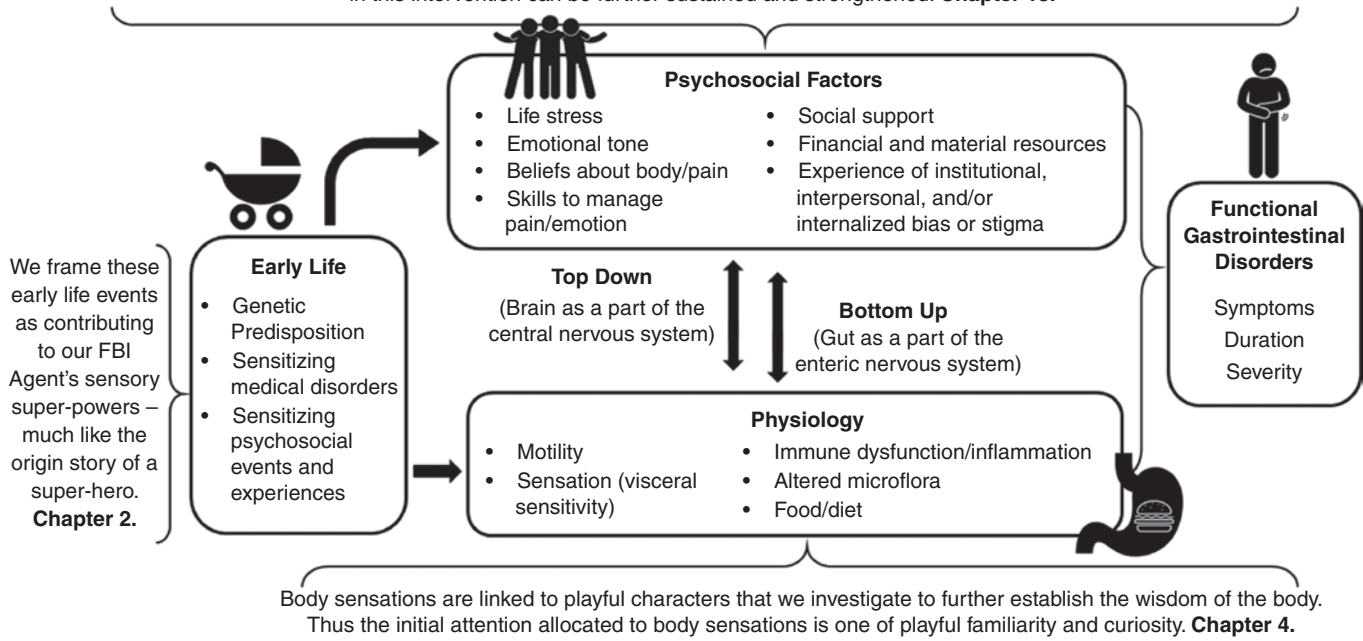 in this intervention can be further sustained and strengthened.
Psychosocial Factors
• Life stress
• Emotional tone
• Beliefs about body/pain
• Skills to manage
pain/emotion
• Social support
• Financial and material resources
• Experience of institutional,
interpersonal, and/or
internalized bias or stigma
We frame these
early life events
as contributing
to our FBI
Agent’s sensory
super-powers –
much like the
origin story of a
super-hero.
Chapter 2.
Early Life
• Genetic
Predisposition
• Sensitizing
medical disorders
• Sensitizing
psychosocial
events and
experiences
Top Down
(Brain as a part of the
central nervous system)
Bottom Up
(Gut as a part of the
enteric nervous system)
Physiology
• Motility
• Sensation (visceral
sensitivity)
• Immune dysfunction/inflammation
• Altered microflora
• Food/diet
Functional
Gastrointestinal
Disorders
Symptoms
Duration
Severity
Body sensations are linked to playful characters that we investigate to further establish the wisdom of the body.
Thus the initial attention allocated to body sensations is one of playful familiarity and curiosity. Chapter 4.